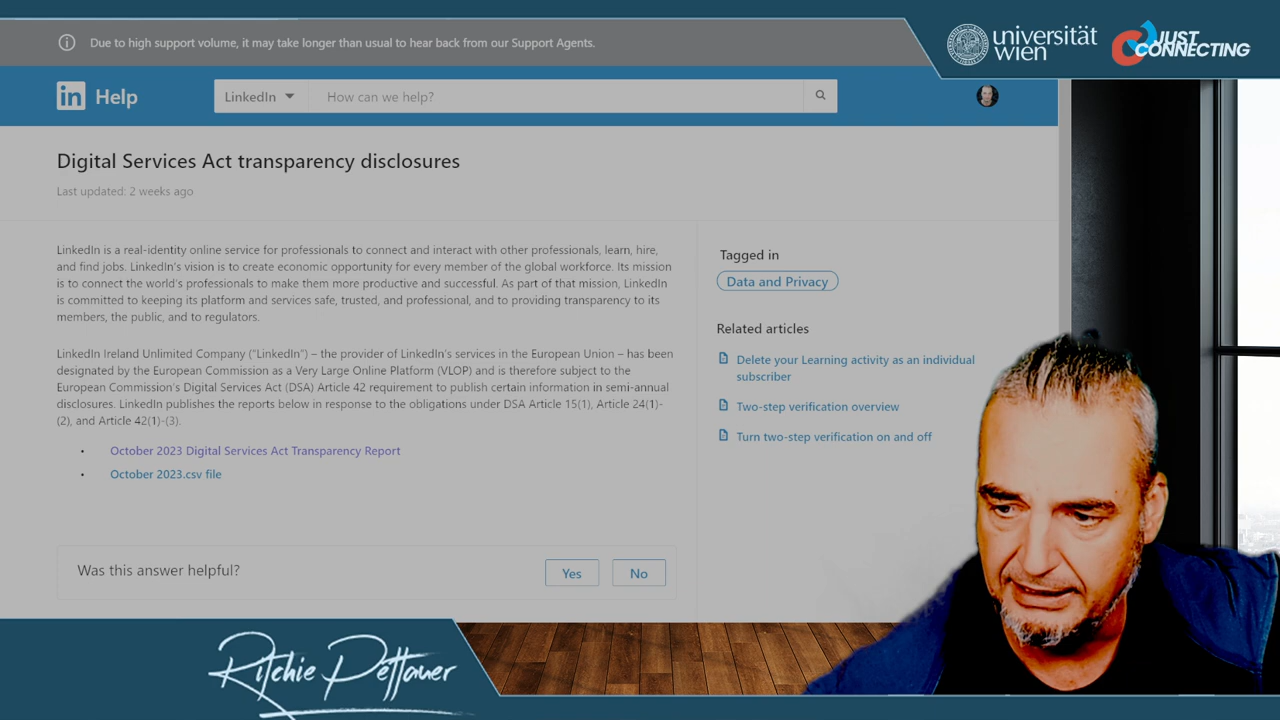 Due to high support volume, it may take longer than usual to hear back from our Support Agents.
universität
wien
JUST
CONNECTING
in Help
LinkedIn
How can we help?
Digital Services Act transparency disclosures
Last updated: 2 weeks ago
LinkedIn is a real-identity online service for professionals to connect and interact with other professionals, learn, hire,
and find jobs. LinkedIn's vision is to create economic opportunity for every member of the global workforce. Its mission
is to connect the world's professionals to make them more productive and successful. As part of that mission, LinkedIn
is committed to keeping its platform and services safe, trusted, and professional, and to providing transparency to its
members, the public, and to regulators.
LinkedIn Ireland Unlimited Company ("LinkedIn") – the provider of LinkedIn's services in the European Union – has been
designated by the European Commission as a Very Large Online Platform (VLOP) and is therefore subject to the
European Commission's Digital Services Act (DSA) Article 42 requirement to publish certain information in semi-annual
disclosures. LinkedIn publishes the reports below in response to the obligations under DSA Article 15(1), Article 24(1)-
(2), and Article 42(1)-(3).
• October 2023 Digital Services Act Transparency Report
• October 2023.csv file
Was this answer helpful?
Yes
No
Tagged in
Data and Privacy
Related articles
Delete your Learning activity as an individual
subscriber
Two-step verification overview
Turn two-step verification on and off
Ritchie Pettauer